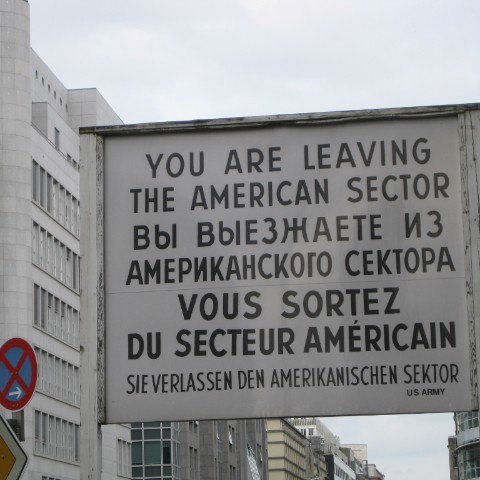 YOU ARE LEAVING
THE AMERICAN SECTOR
ВЫ ВЫЕЗЖАЕТЕ ИЗ
АМЕРИКАНСКОГО СЕКТОРА
VOUS SORTEZ
DU SECTEUR AMÉRICAIN
SIE VERLASSEN DEN AMERIKANISCHEN SEKTOR
US ARMY